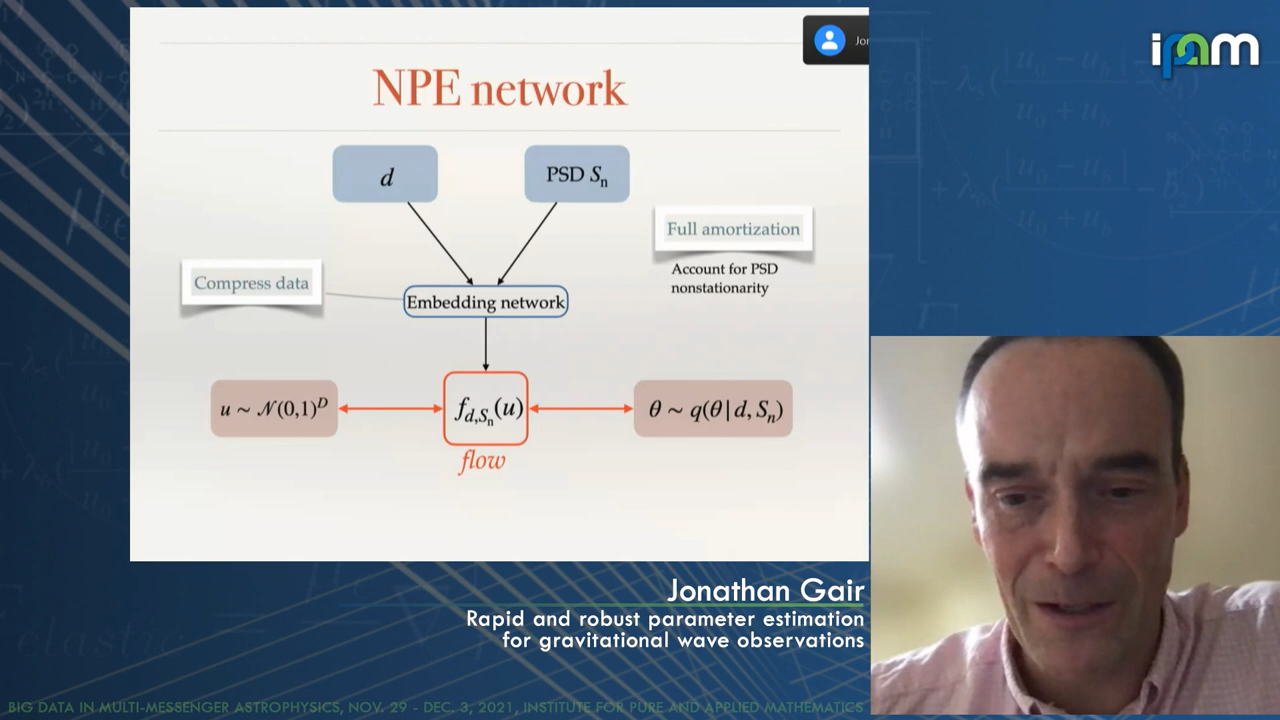 Jor
ipam
NPE network
d
PSD Sₙ
Full amortization
Account for PSD
nonstationarity
Compress data
Embedding network
u ~ 𝒩(0,1)ᴰ
f_{d,Sₙ}(u)
θ ~ q(θ|d, Sₙ)
flow
Jonathan Gair
Rapid and robust parameter estimation
for gravitational wave observations
BIG DATA IN MULTI-MESSENGER ASTROPHYSICS, NOV. 29 - DEC. 3, 2021, INSTITUTE FOR PURE AND APPLIED MATHEMATICS